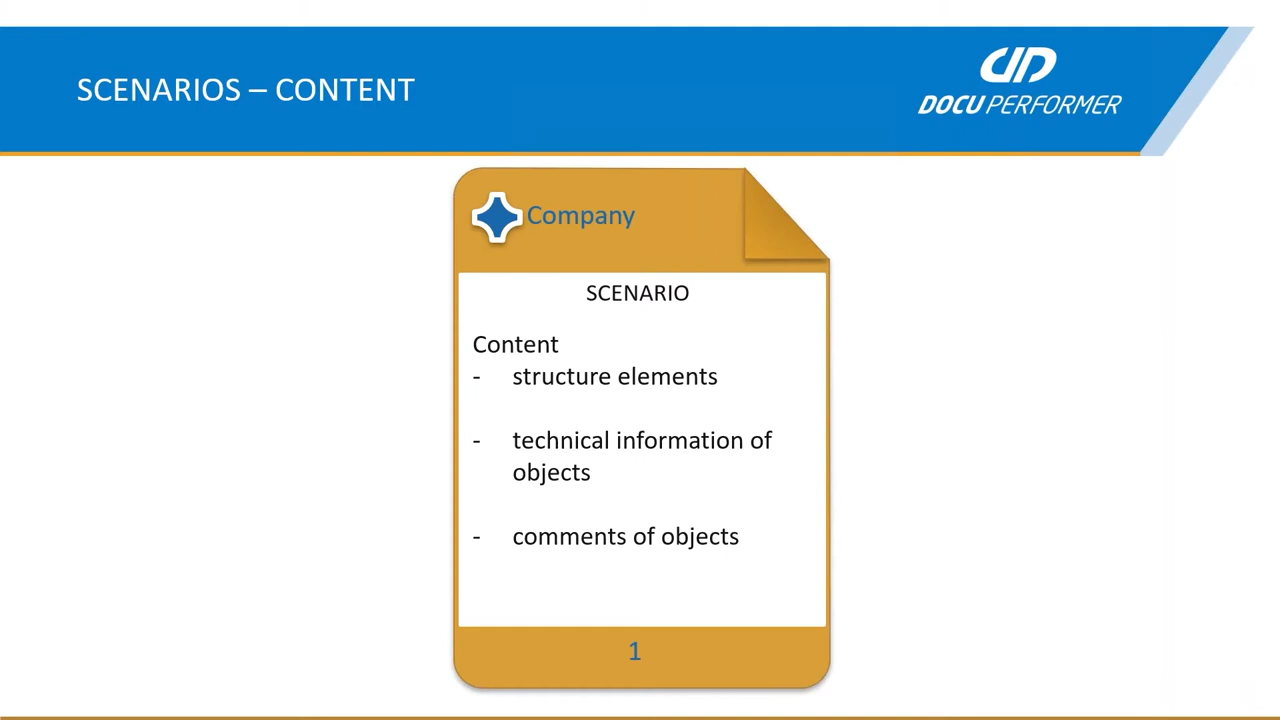 SCENARIOS – CONTENT
DOCU PERFORMER
Company
SCENARIO
Content
- structure elements
- technical information of
objects
- comments of objects
1